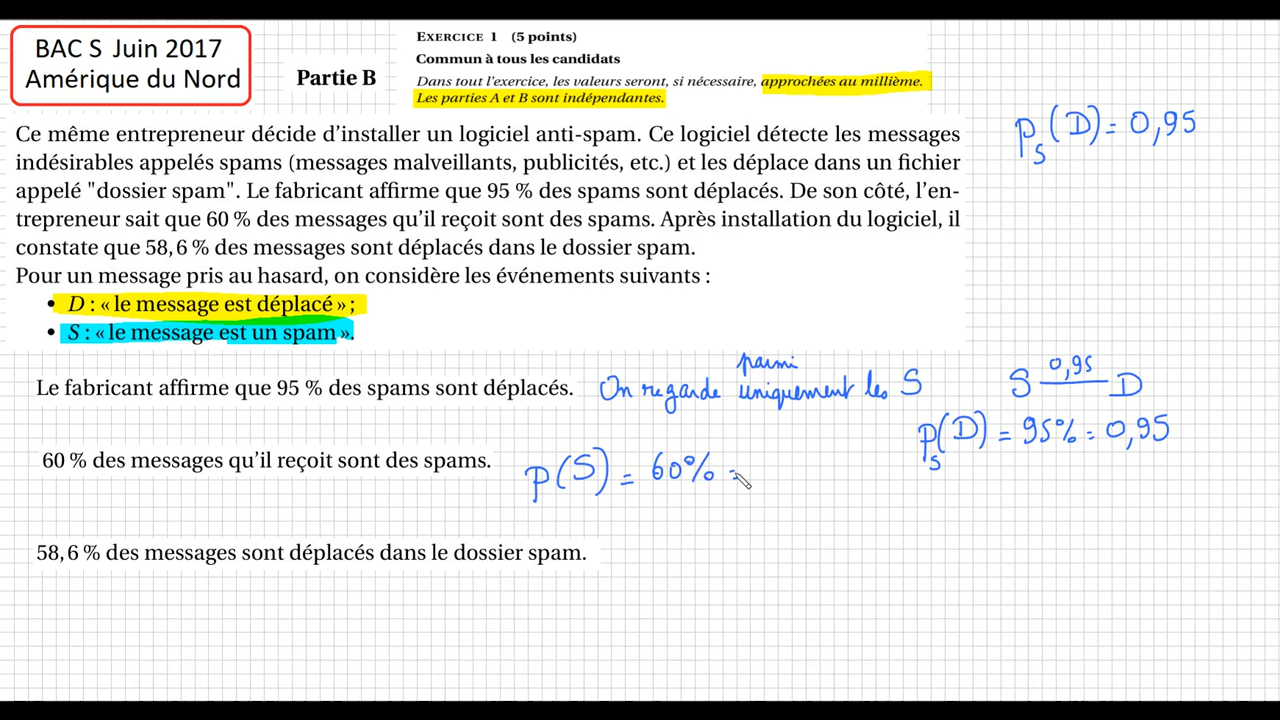 BAC S Juin 2017
Amérique du Nord
Partie B
EXERCICE 1 (5 points)
Commun à tous les candidats
Dans tout l'exercice, les valeurs seront, si nécessaire, approchées au millième.
Les parties A et B sont indépendantes.
Ce même entrepreneur décide d'installer un logiciel anti-spam. Ce logiciel détecte les messages
indésirables appelés spams (messages malveillants, publicités, etc.) et les déplace dans un fichier
appelé "dossier spam". Le fabricant affirme que 95 % des spams sont déplacés. De son côté, l'en-
trepreneur sait que 60 % des messages qu'il reçoit sont des spams. Après installation du logiciel, il
constate que 58,6 % des messages sont déplacés dans le dossier spam.
Pour un message pris au hasard, on considère les événements suivants :
• D : « le message est déplacé » ;
• S : « le message est un spam ».
P_S(D) = 0,95
Le fabricant affirme que 95 % des spams sont déplacés.
On regarde uniquement les S
parmi
S 0,95 D
P_S(D) = 95% = 0,95
60 % des messages qu'il reçoit sont des spams.
P(S) = 60% =
58,6 % des messages sont déplacés dans le dossier spam.